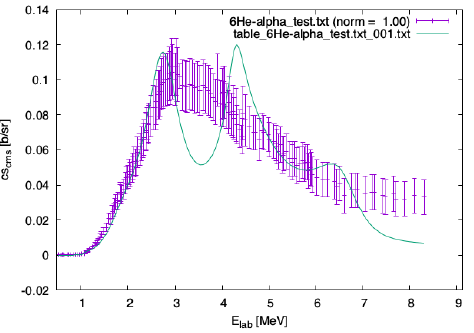 0.14
6He-alpha_test.txt (norm = 1.00)
table_6He-alpha_test.txt_001.txt
0.12
0.1
0.08
0.06
0.04
0.02
0
-0.02
cs_cms [b/sr]
1 2 3 4 5 6 7 8 9
E_lab [MeV]